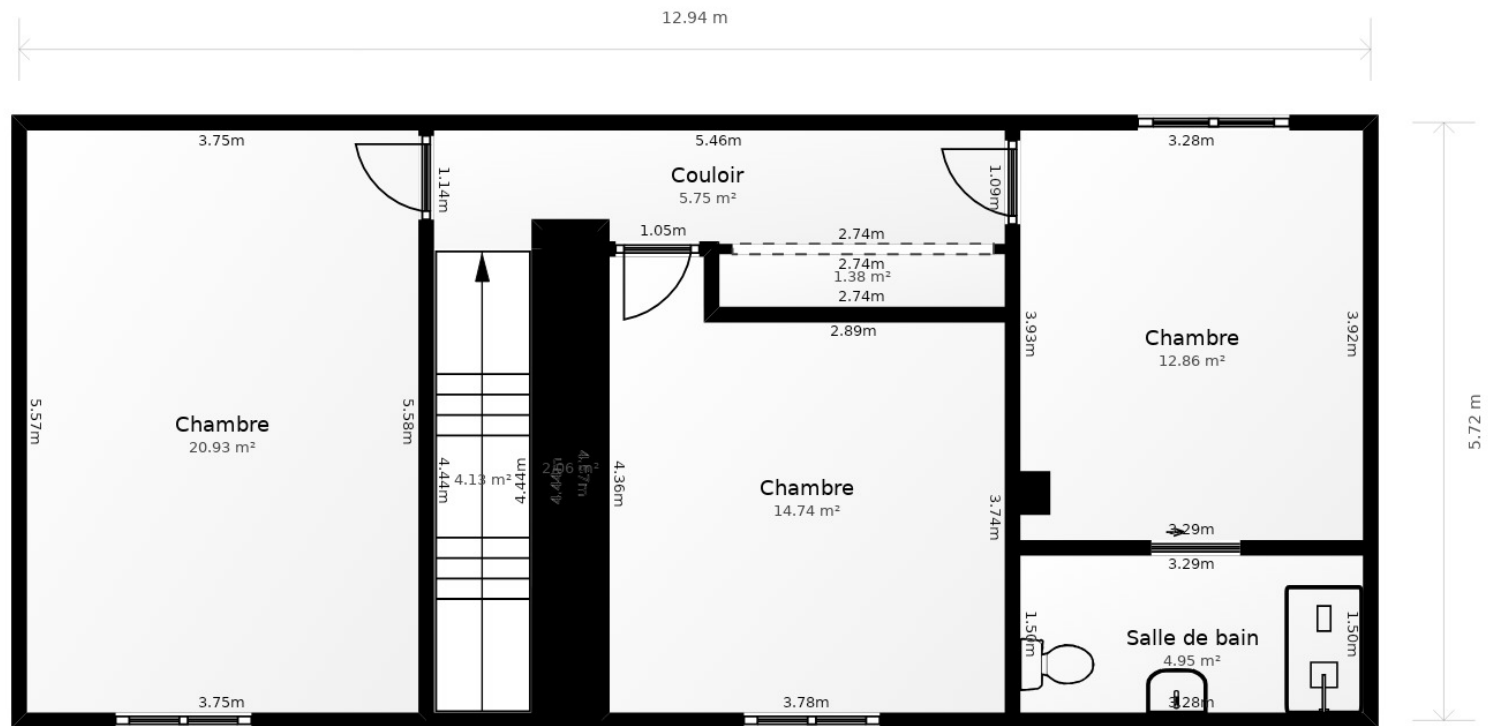 12.94 m
3.75m
5.46m
3.28m
Couloir
5.75 m²
1.14m
1.09m
1.05m
2.74m
2.74m
1.38 m²
2.74m
2.89m
3.93m
3.92m
Chambre
12.86 m²
5.57m
5.58m
Chambre
20.93 m²
5.72 m
4.44m
4.13 m²
4.44m
4.36m
Chambre
14.74 m²
3.74m
3.29m
3.29m
1.50m
1.50m
Salle de bain
4.95 m²
3.75m
3.78m
3.28m